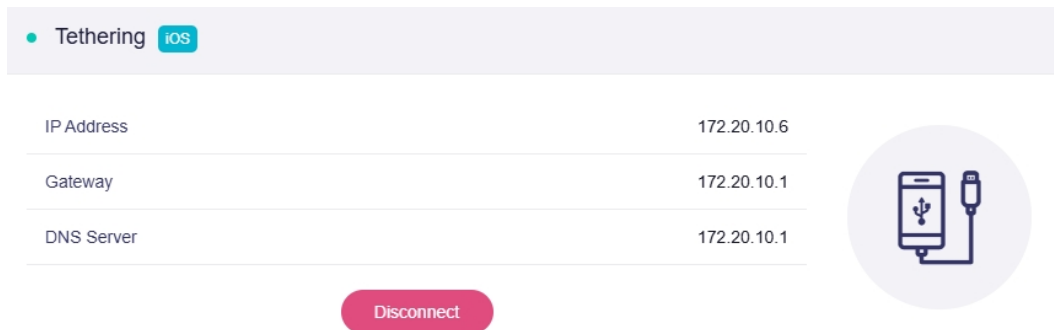 Tethering iOS
IP Address 172.20.10.6
Gateway 172.20.10.1
DNS Server 172.20.10.1
Disconnect